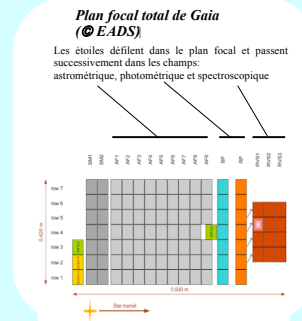 Plan focal total de Gaia
(© EADS)
Les étoiles défilent dans le plan focal et passent
successivement dans les champs:
astrométrique, photométrique et spectroscopique
SM1 SM2 AF1 AF2 AF3 AF4 AF5 AF6 AF7 AF8 AF9 BP RP RVS1 RVS2 RVS3
row 7
row 6
row 5
row 4
row 3
row 2
row 1
0,420 m
0,930 m
Star transit